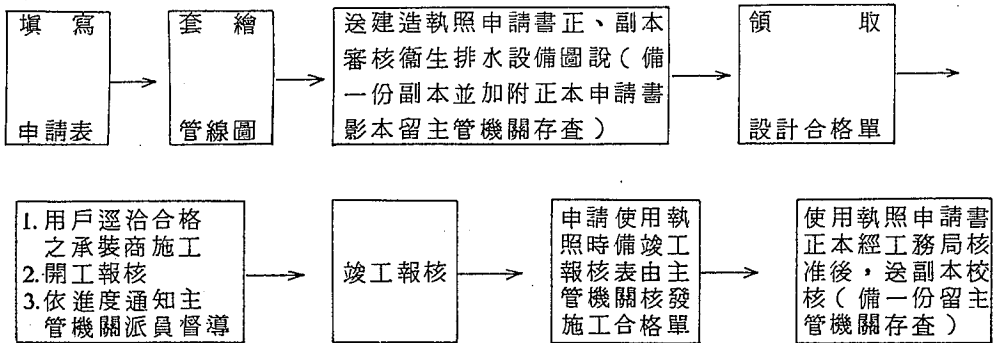 填寫
申請表
套繪
管線圖
送建造執照申請書正、副本
審核衞生排水設備圖說(備
一份副本並加附正本申請書
影本留主管機關存查)
領取
設計合格單
1.用戶逕洽合格
之承裝商施工
2.開工報核
3.依進度通知主
管機關派員督導
竣工報核
申請使用執
照時備竣工
報核表由主
管機關核發
施工合格單
使用執照申請書
正本經工務局核
准後,送副本校
核(備一份留主
管機關存查)